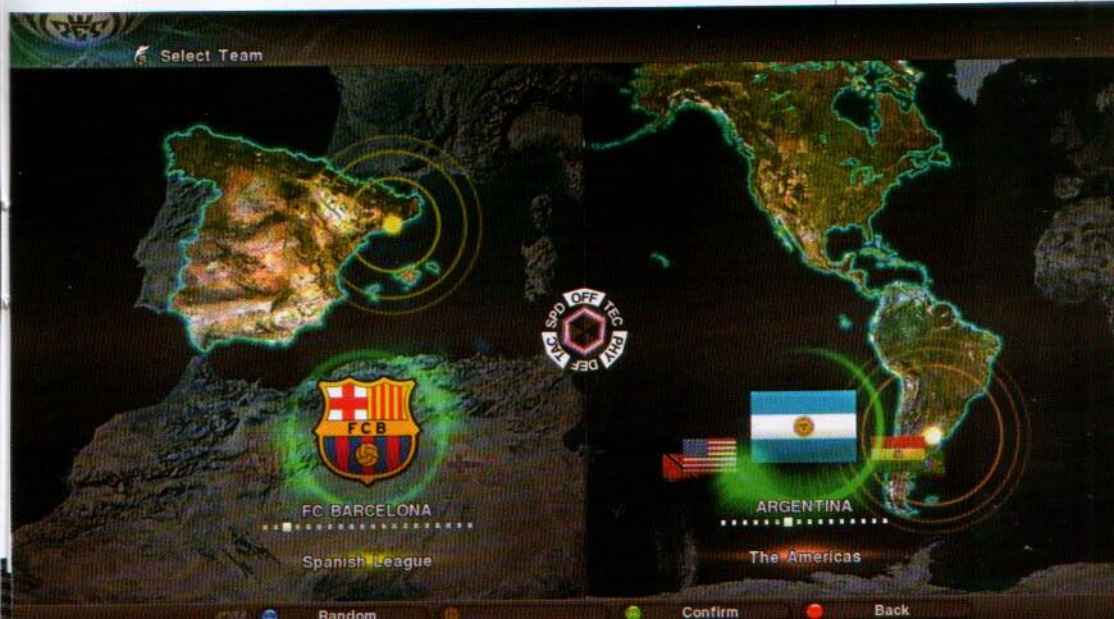 PES
Select Team
SPD OFF TEC
TAC DEF PHY
FCB
FC BARCELONA
ARGENTINA
Spanish League
The Americas
Random
Confirm
Back